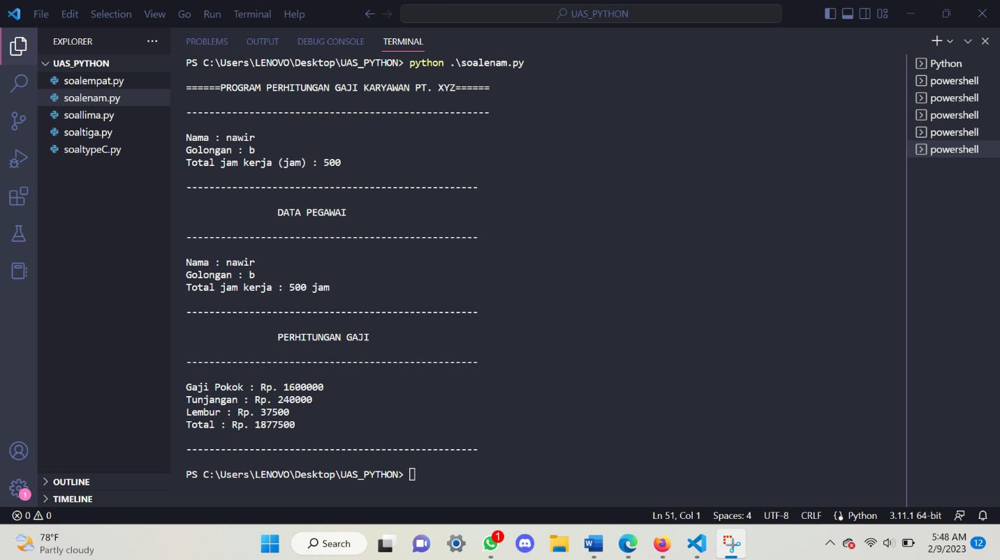 File Edit Selection View Go Run Terminal Help
UAS_PYTHON
EXPLORER
UAS_PYTHON
soalempat.py
soalenam.py
soallima.py
soaltiga.py
soaltypeC.py
OUTLINE
TIMELINE
PROBLEMS OUTPUT DEBUG CONSOLE TERMINAL
PS C:\Users\LENOVO\Desktop\UAS_PYTHON> python .\soalenam.py
======PROGRAM PERHITUNGAN GAJI KARYAWAN PT. XYZ======
-----------------------------------------------------
Nama : nawir
Golongan : b
Total jam kerja (jam) : 500
---------------------------------------------------
DATA PEGAWAI
---------------------------------------------------
Nama : nawir
Golongan : b
Total jam kerja : 500 jam
---------------------------------------------------
PERHITUNGAN GAJI
---------------------------------------------------
Gaji Pokok : Rp. 1600000
Tunjangan : Rp. 240000
Lembur : Rp. 37500
Total : Rp. 1877500
---------------------------------------------------
PS C:\Users\LENOVO\Desktop\UAS_PYTHON>
Python
powershell
powershell
powershell
powershell
powershell
1
0 0
Ln 51, Col 1 Spaces: 4 UTF-8 CRLF Python 3.11.1 64-bit
78°F
Partly cloudy
Search
1
W
5:48 AM
2/9/2023
12